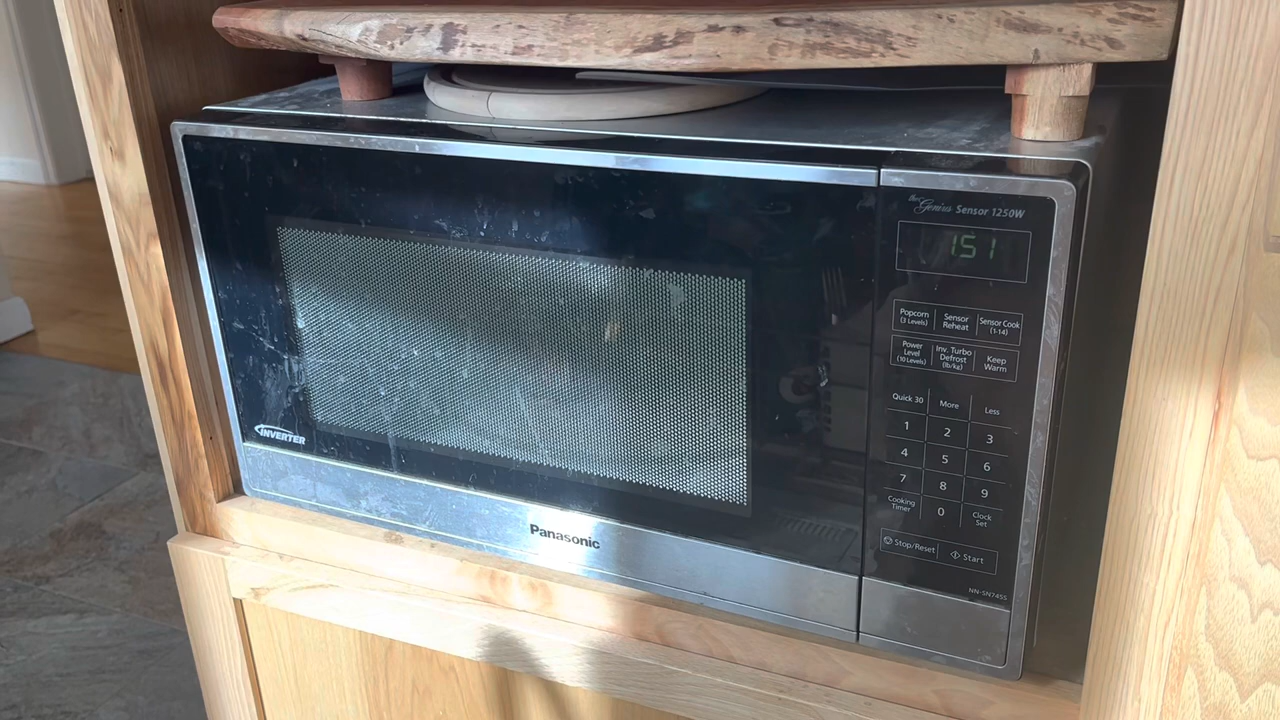 the Genius Sensor 1250W
151
Popcorn (3 Levels)
Sensor Reheat
Sensor Cook (1-14)
Power Level (10 Levels)
Inv. Turbo Defrost (lb/kg)
Keep Warm
Quick 30 More Less
1 2 3
4 5 6
7 8 9
Cooking Timer 0 Clock Set
Stop/Reset Start
NN-SN745S
INVERTER
Panasonic